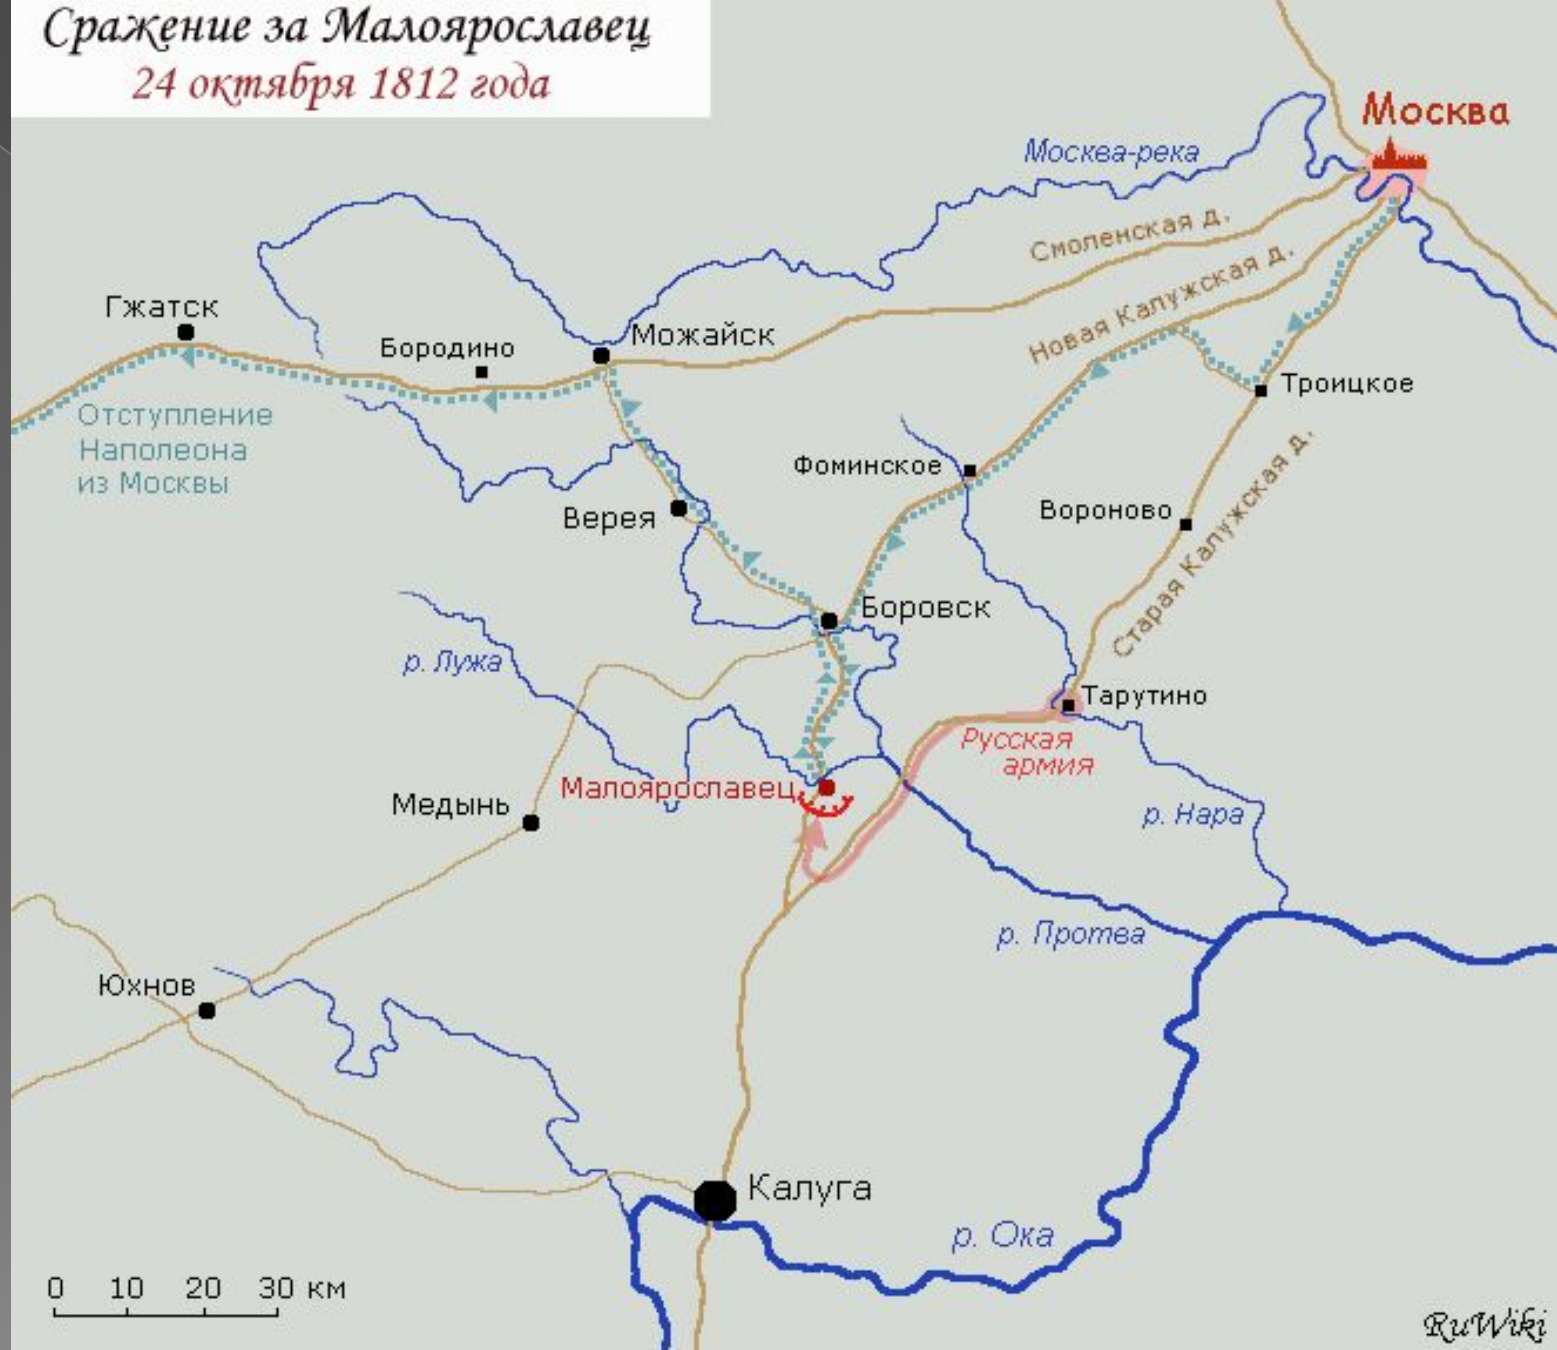 Сражение за Малоярославец
24 октября 1812 года
Москва
Москва-река
Смоленская д.
Новая Калужская д.
Гжатск
Можайск
Бородино
Троицкое
Отступление
Наполеона
из Москвы
Фоминское
Старая Калужская д.
Вороново
Верея
Боровск
р. Лужа
Тарутино
Русская
армия
Малоярославец
Медынь
р. Нара
р. Протва
Юхнов
Калуга
р. Ока
0 10 20 30 км
RuWiki